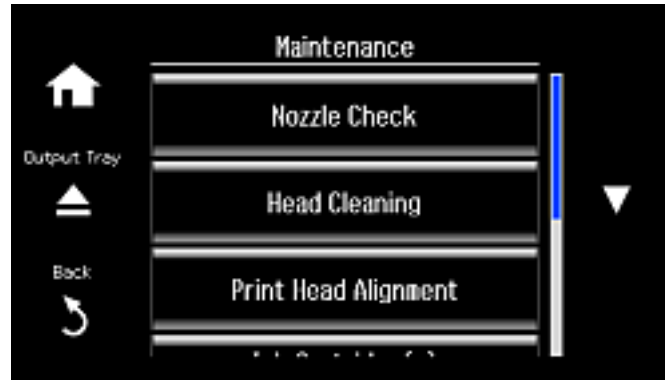 Maintenance
Nozzle Check
Output Tray
Head Cleaning
Back
Print Head Alignment